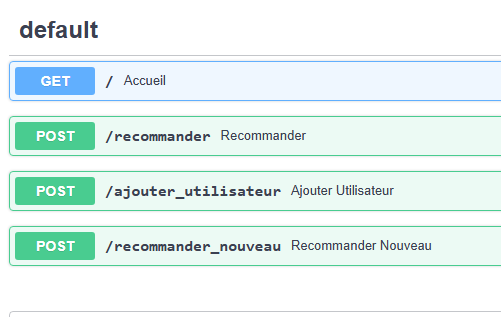 default
GET / Accueil
POST /recommander Recommander
POST /ajouter_utilisateur Ajouter Utilisateur
POST /recommander_nouveau Recommander Nouveau